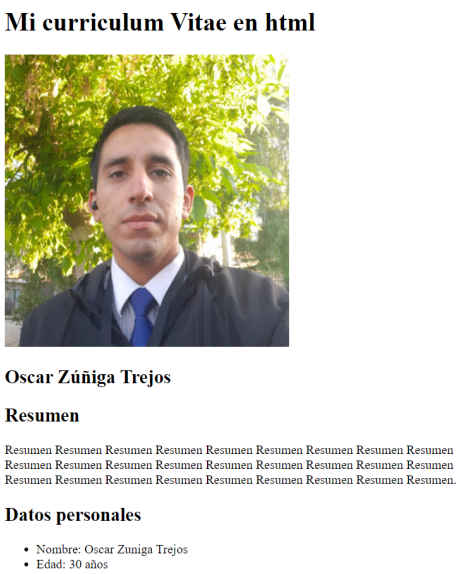 Mi curriculum Vitae en html
Oscar Zúñiga Trejos
Resumen
Resumen Resumen Resumen Resumen Resumen Resumen Resumen Resumen Resumen
Resumen Resumen Resumen Resumen Resumen Resumen Resumen Resumen Resumen
Resumen Resumen Resumen Resumen Resumen Resumen Resumen Resumen Resumen.
Datos personales
• Nombre: Oscar Zuniga Trejos
• Edad: 30 años